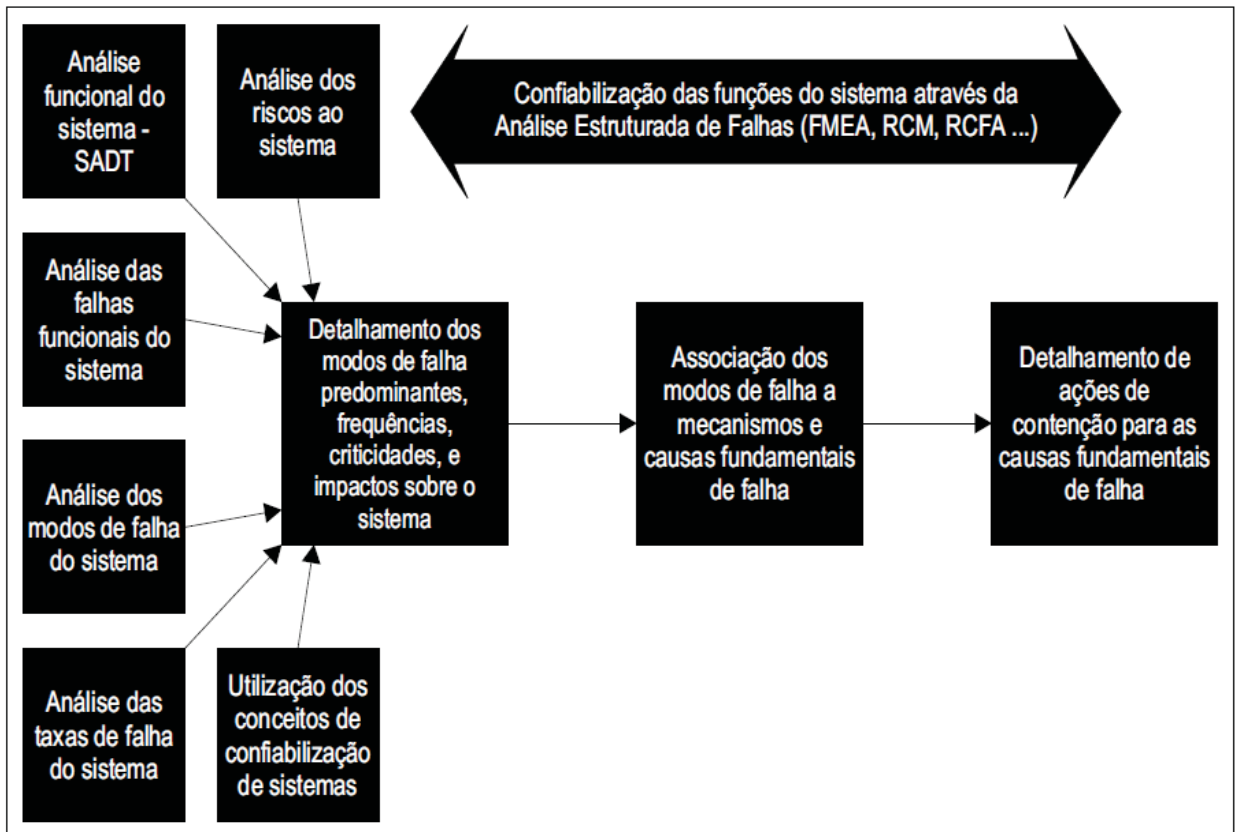 Análise
funcional do
sistema -
SADT
Análise dos
riscos ao
sistema
Confiabilização das funções do sistema através da
Análise Estruturada de Falhas (FMEA, RCM, RCFA ...)
Análise das
falhas
funcionais do
sistema
Detalhamento dos
modos de falha
predominantes,
frequências,
criticidades, e
impactos sobre o
sistema
Associação dos
modos de falha a
mecanismos e
causas fundamentais
de falha
Detalhamento de
ações de
contenção para as
causas fundamentais
de falha
Análise dos
modos de falha
do sistema
Análise das
taxas de falha
do sistema
Utilização dos
conceitos de
confiabilização
de sistemas